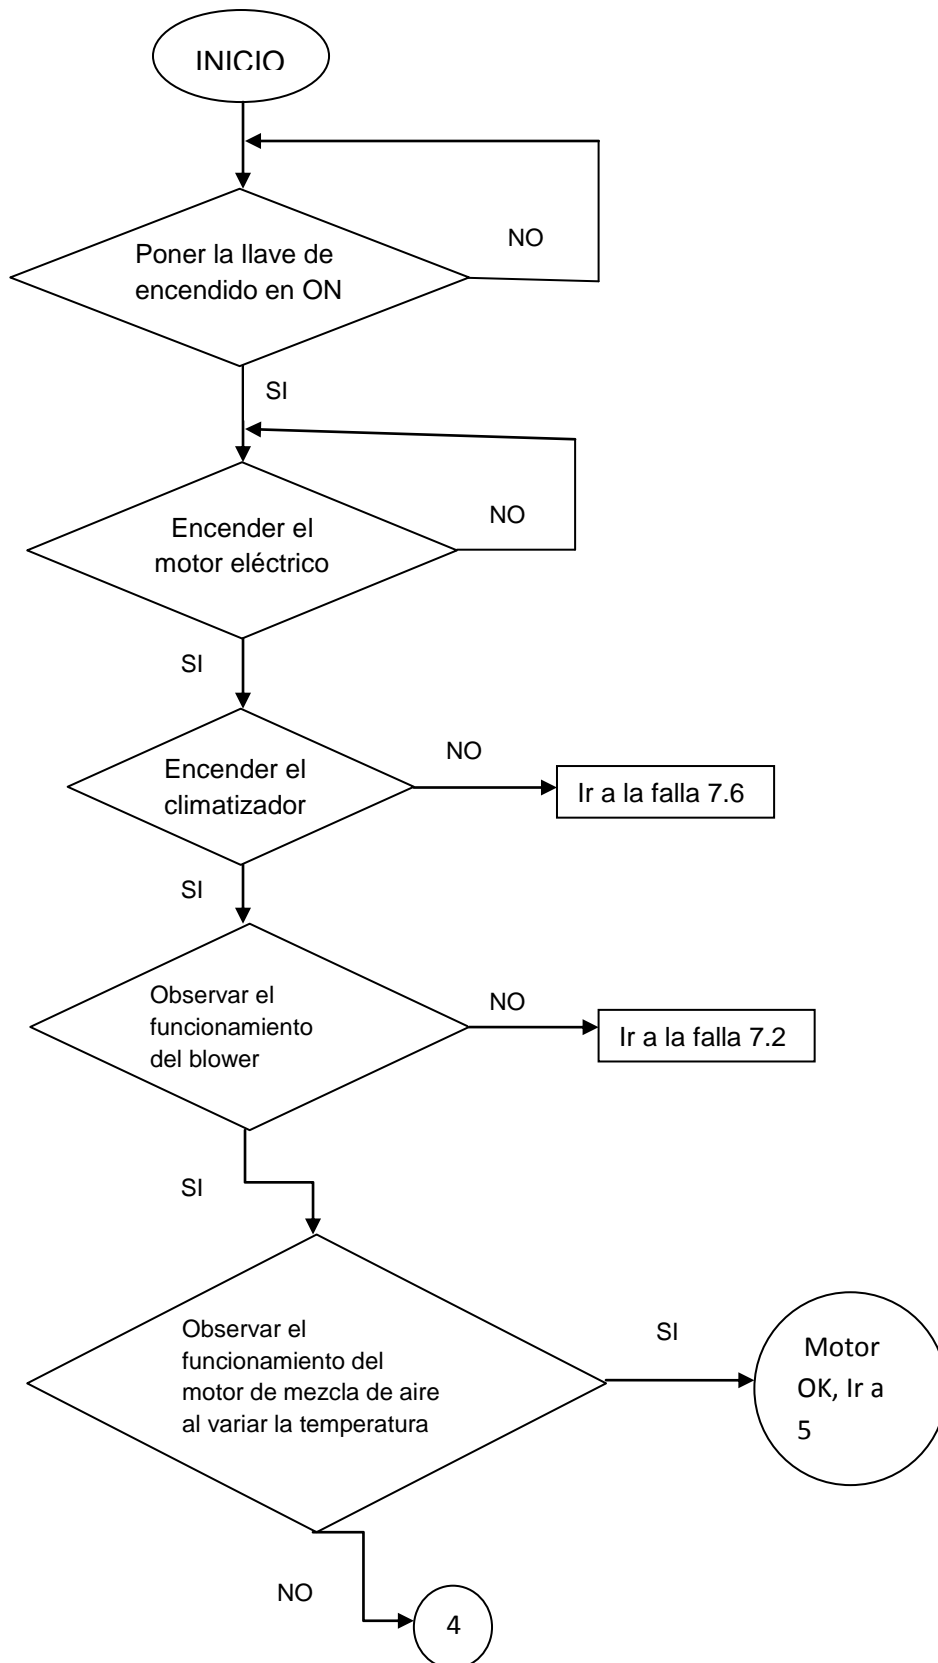 INICIO
NO
Poner la llave de
encendido en ON
SI
NO
Encender el
motor eléctrico
SI
NO
Encender el
climatizador
Ir a la falla 7.6
SI
Observar el
funcionamiento
del blower
NO
Ir a la falla 7.2
SI
Observar el
funcionamiento del
motor de mezcla de aire
al variar la temperatura
SI
Motor
OK, Ir a
5
NO
4